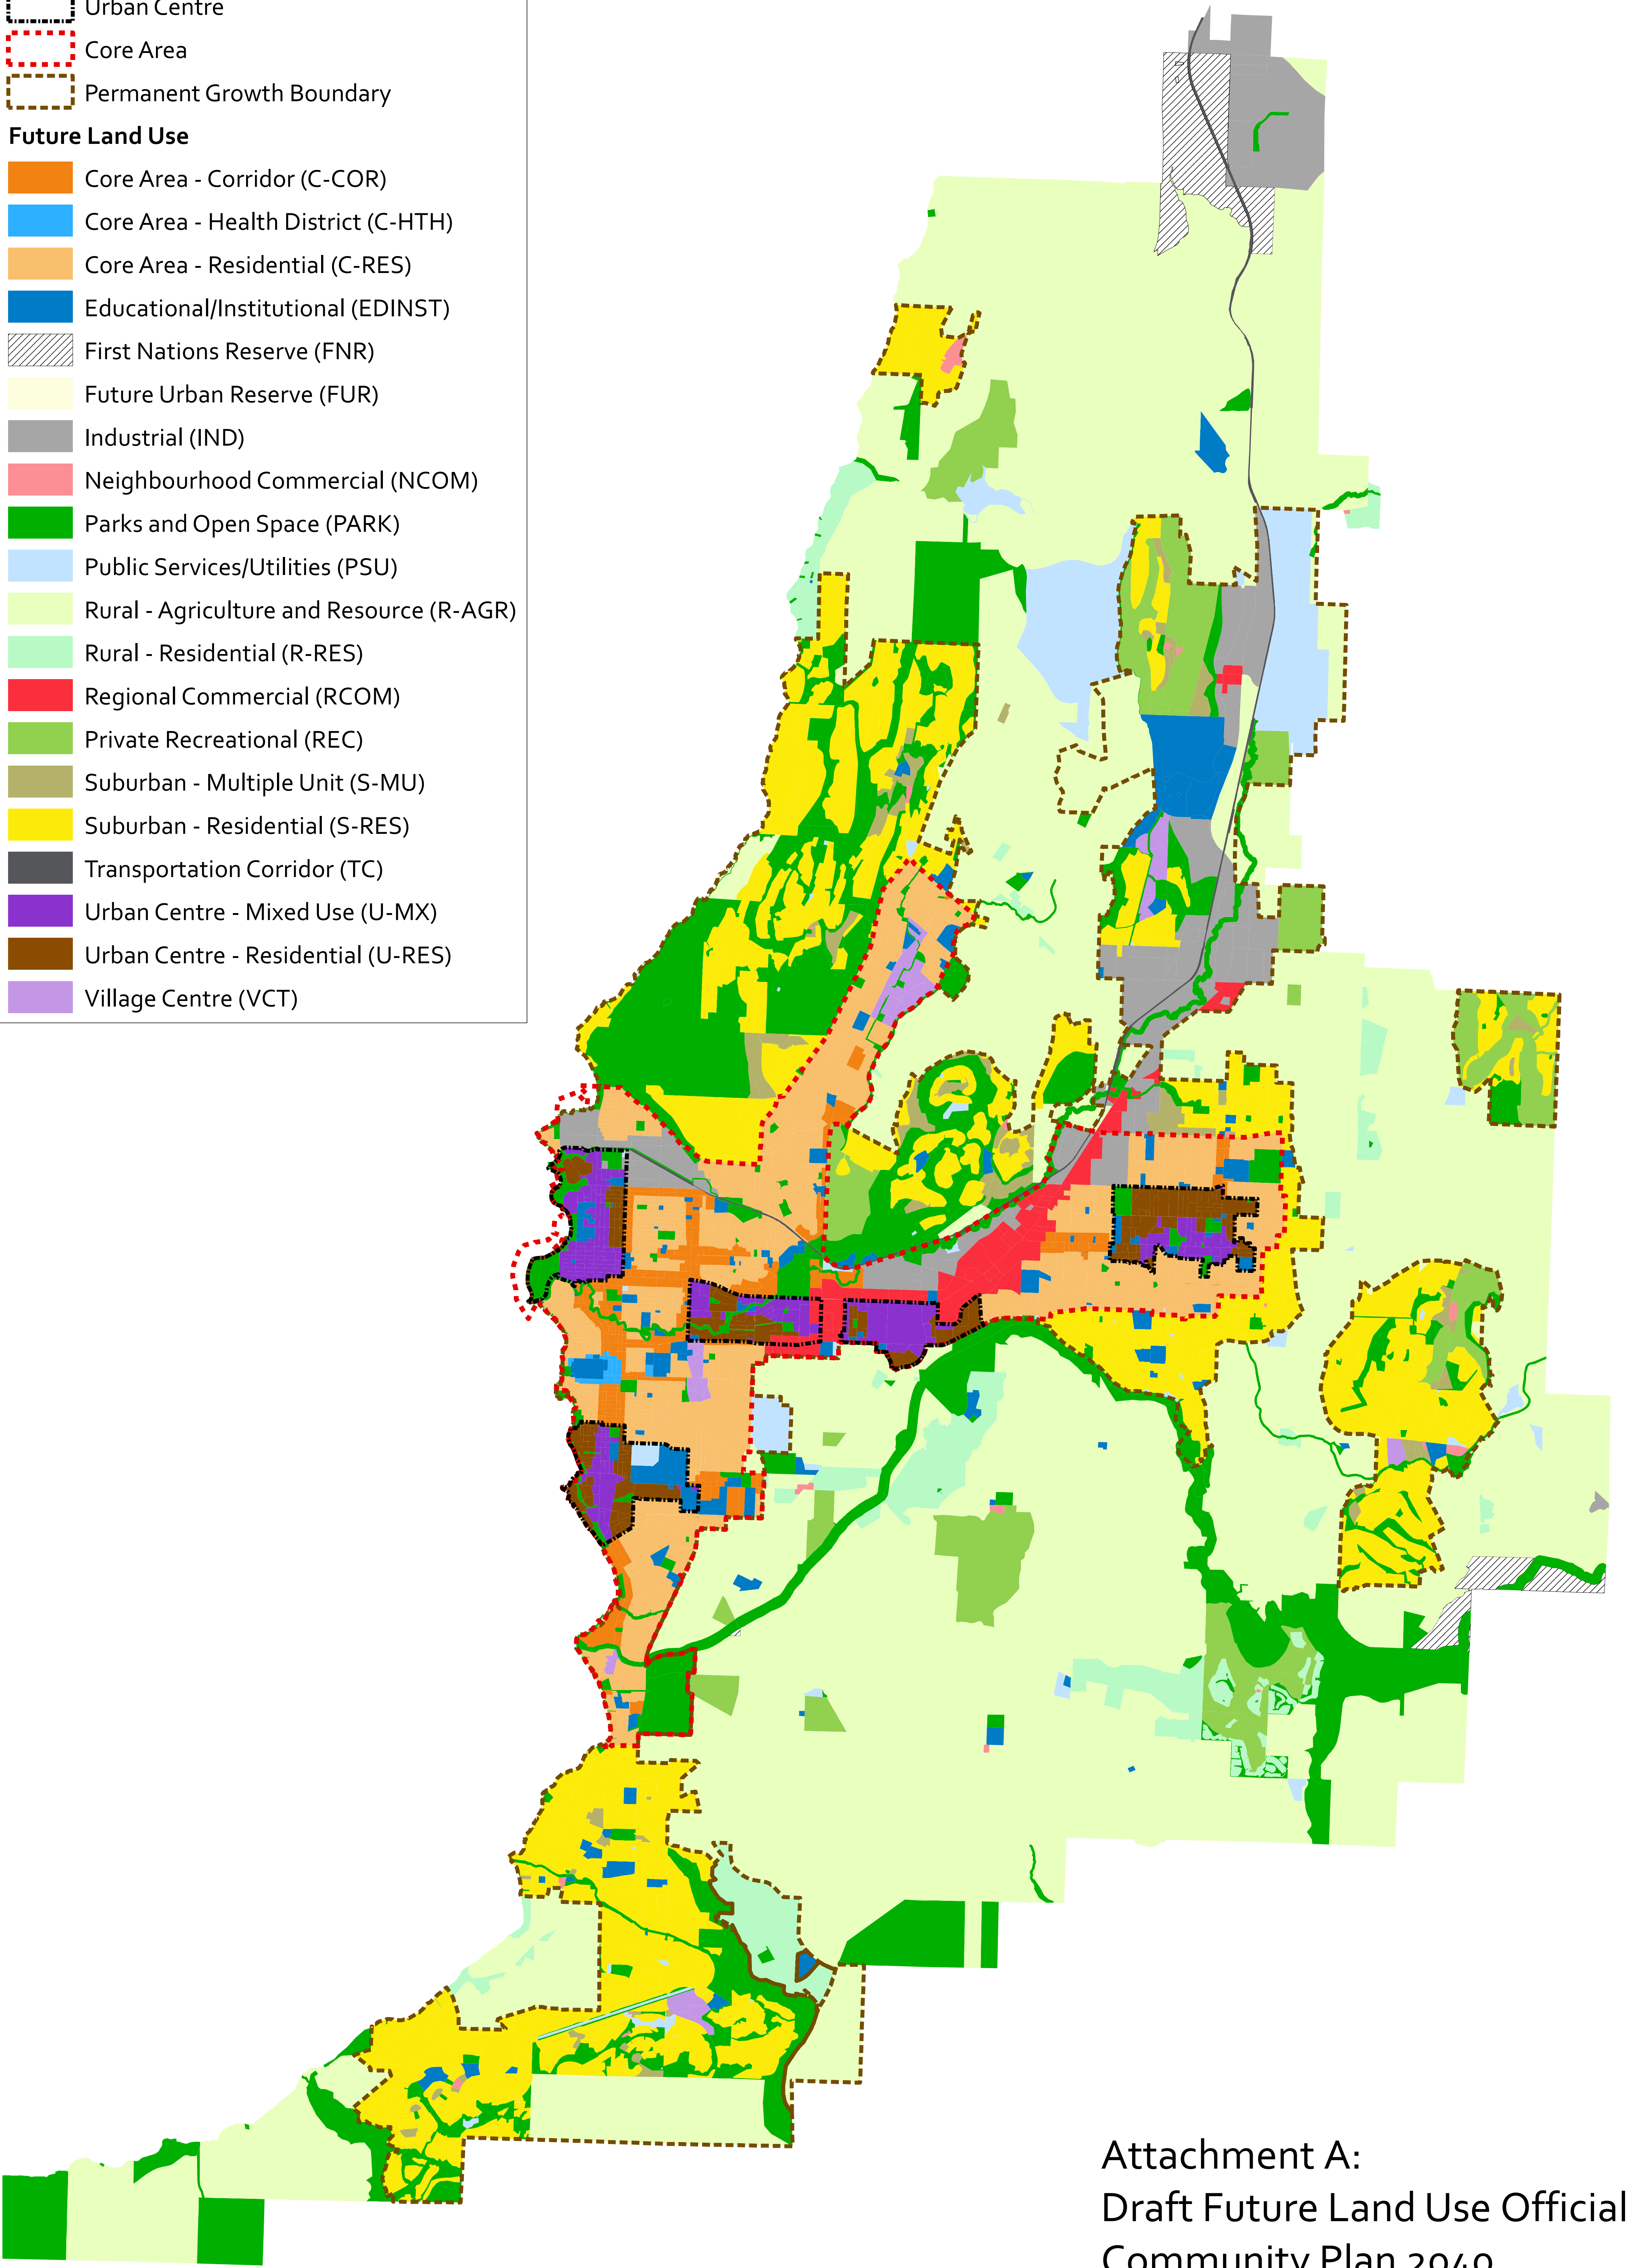 Urban Centre
Core Area
Permanent Growth Boundary
Future Land Use
Core Area - Corridor (C-COR)
Core Area - Health District (C-HTH)
Core Area - Residential (C-RES)
Educational/Institutional (EDINST)
First Nations Reserve (FNR)
Future Urban Reserve (FUR)
Industrial (IND)
Neighbourhood Commercial (NCOM)
Parks and Open Space (PARK)
Public Services/Utilities (PSU)
Rural - Agriculture and Resource (R-AGR)
Rural - Residential (R-RES)
Regional Commercial (RCOM)
Private Recreational (REC)
Suburban - Multiple Unit (S-MU)
Suburban - Residential (S-RES)
Transportation Corridor (TC)
Urban Centre - Mixed Use (U-MX)
Urban Centre - Residential (U-RES)
Village Centre (VCT)
Attachment A:
Draft Future Land Use Official
Community Plan 2040